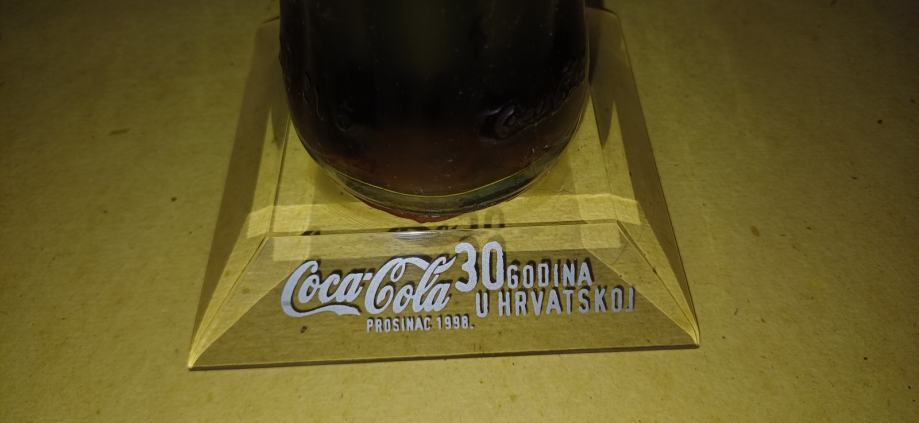 Coca-Cola 30 GODINA
U HRVATSKOJ
PROSINAC 1998.